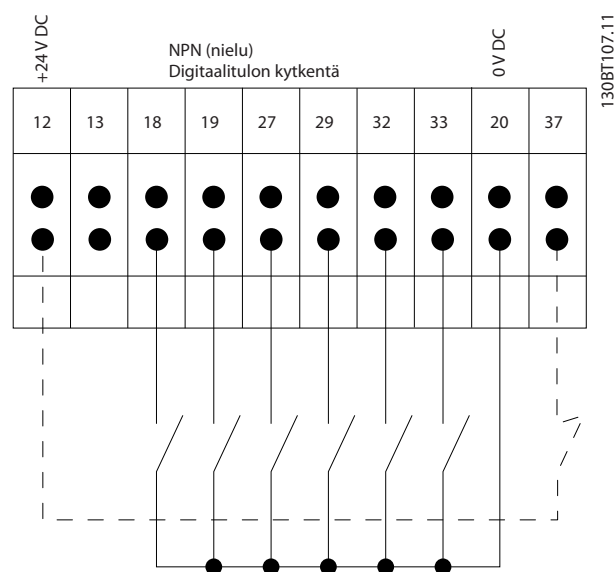 +24 V DC
NPN (nielu)
Digitaalitulon kytkentä
0 V DC
130BT107.11
12 13 18 19 27 29 32 33 20 37